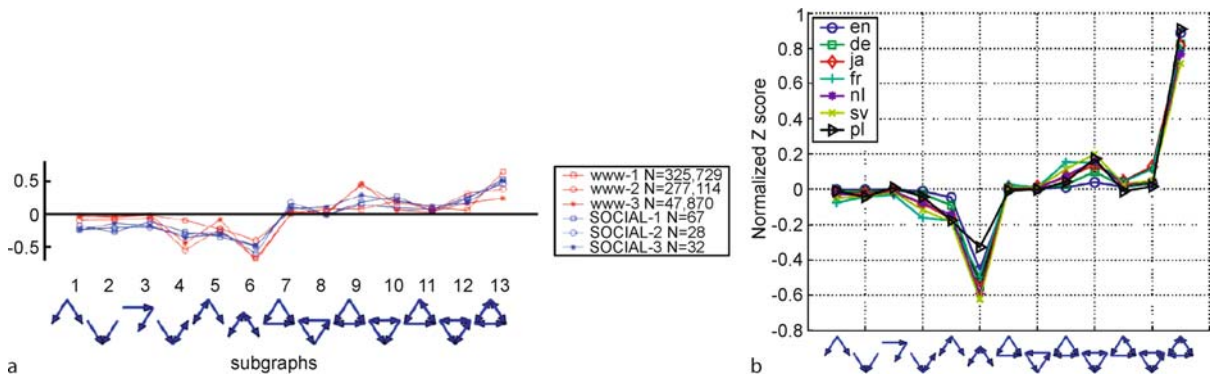 0.5
0
-0.5
www-1 N=325,729
www-2 N=277,114
www-3 N=47,870
SOCIAL-1 N=67
SOCIAL-2 N=28
SOCIAL-3 N=32
1 2 3 4 5 6 7 8 9 10 11 12 13
subgraphs
a
Normalized Z score
1
0.8
0.6
0.4
0.2
0
-0.2
-0.4
-0.6
-0.8
en
de
ja
fr
nl
sv
pl
b